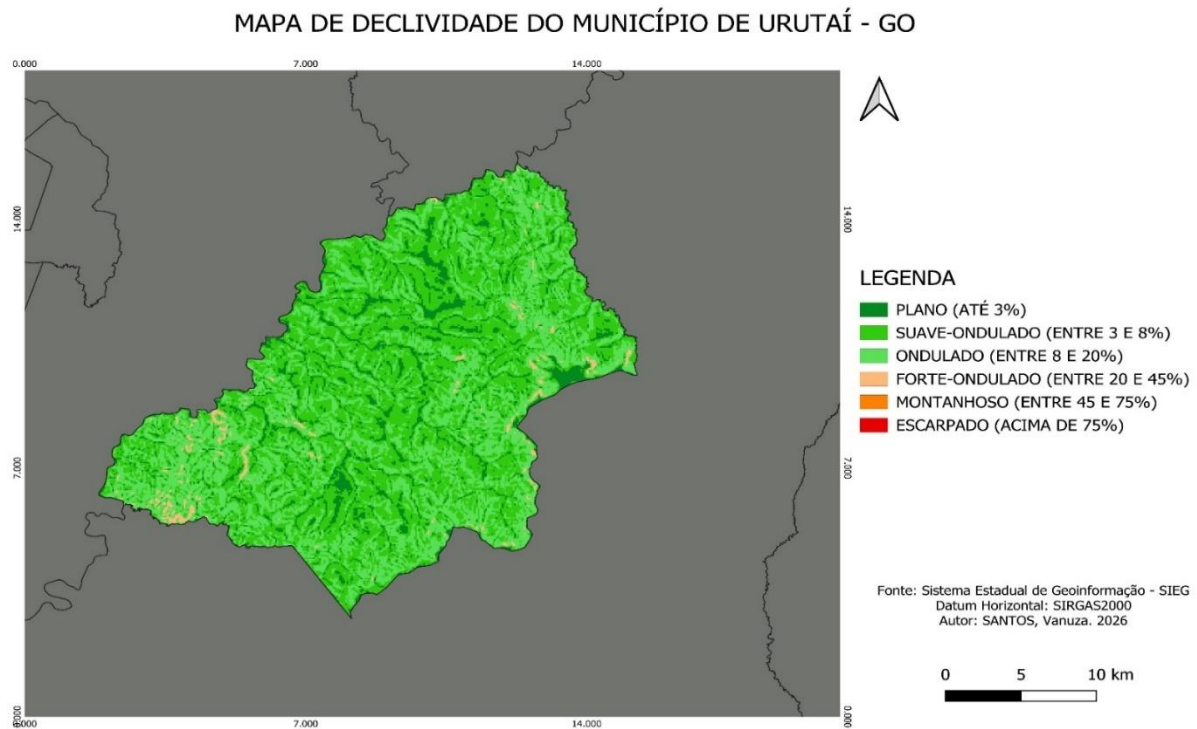 MAPA DE DECLIVIDADE DO MUNICÍPIO DE URUTAÍ - GO
0.000 7.000 14.000
14.000 14.000
LEGENDA
PLANO (ATÉ 3%)
SUAVE-ONDULADO (ENTRE 3 E 8%)
ONDULADO (ENTRE 8 E 20%)
FORTE-ONDULADO (ENTRE 20 E 45%)
MONTANHOSO (ENTRE 45 E 75%)
ESCARPADO (ACIMA DE 75%)
7.000 7.000
Fonte: Sistema Estadual de Geoinformação - SIEG
Datum Horizontal: SIRGAS2000
Autor: SANTOS, Vanuza. 2026
0 5 10 km
0.000 0.000
0.000 7.000 14.000